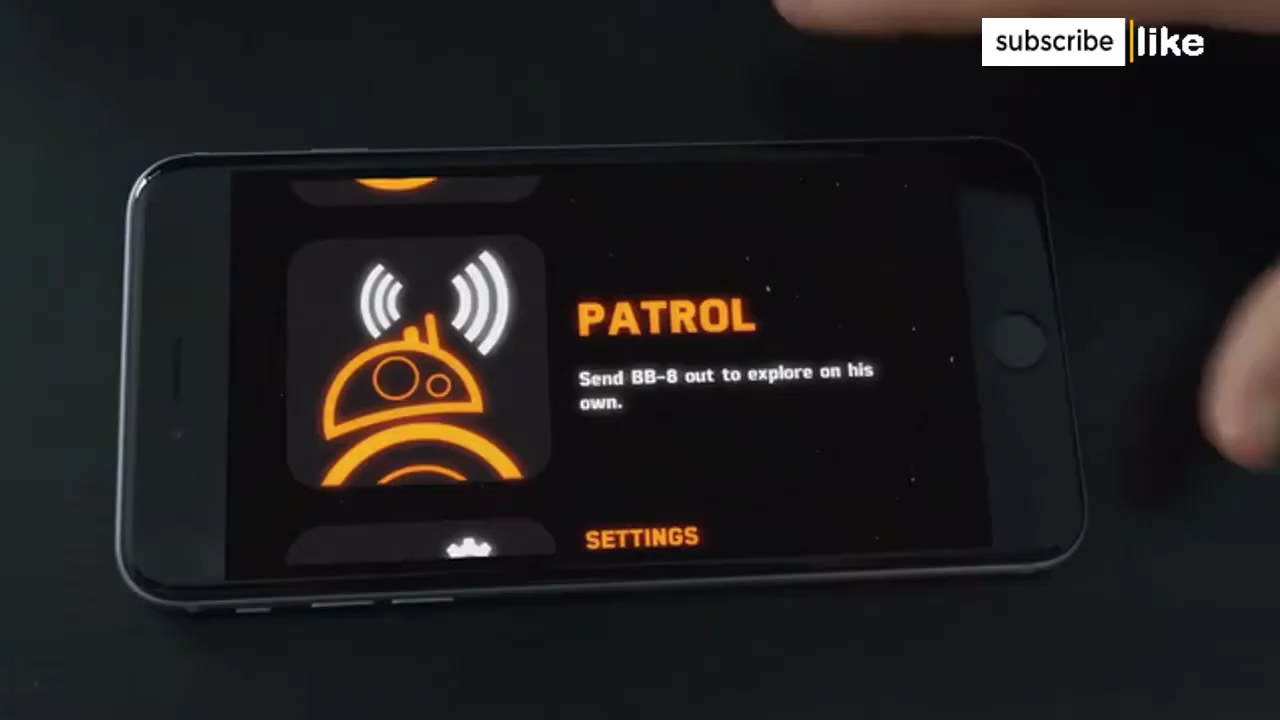 subscribe like
PATROL
Send BB-8 out to explore on his
own.
SETTINGS